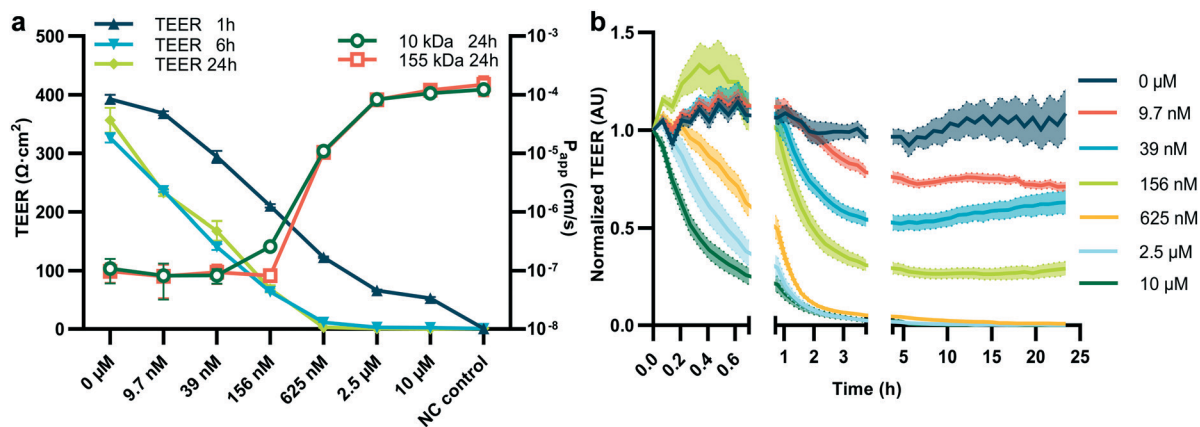 a
TEER 1h
TEER 6h
TEER 24h
10 kDa 24h
155 kDa 24h
500
400
300
200
100
0
TEER (Ω·cm²)
10⁻³
10⁻⁴
10⁻⁵
10⁻⁶
10⁻⁷
10⁻⁸
Papp (cm/s)
0 µM
9.7 nM
39 nM
156 nM
625 nM
2.5 µM
10 µM
NC control
b
1.5
1.0
0.5
0.0
Normalized TEER (AU)
0.0
0.2
0.4
0.6
1
2
3
5
10
15
20
25
Time (h)
0 µM
9.7 nM
39 nM
156 nM
625 nM
2.5 µM
10 µM